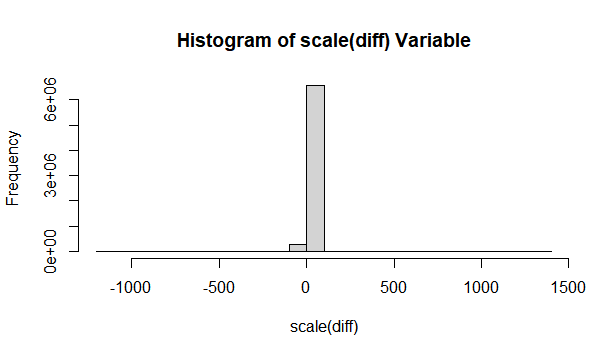 Histogram of scale(diff) Variable
Frequency
6e+06
3e+06
0e+00
-1000 -500 0 500 1000 1500
scale(diff)